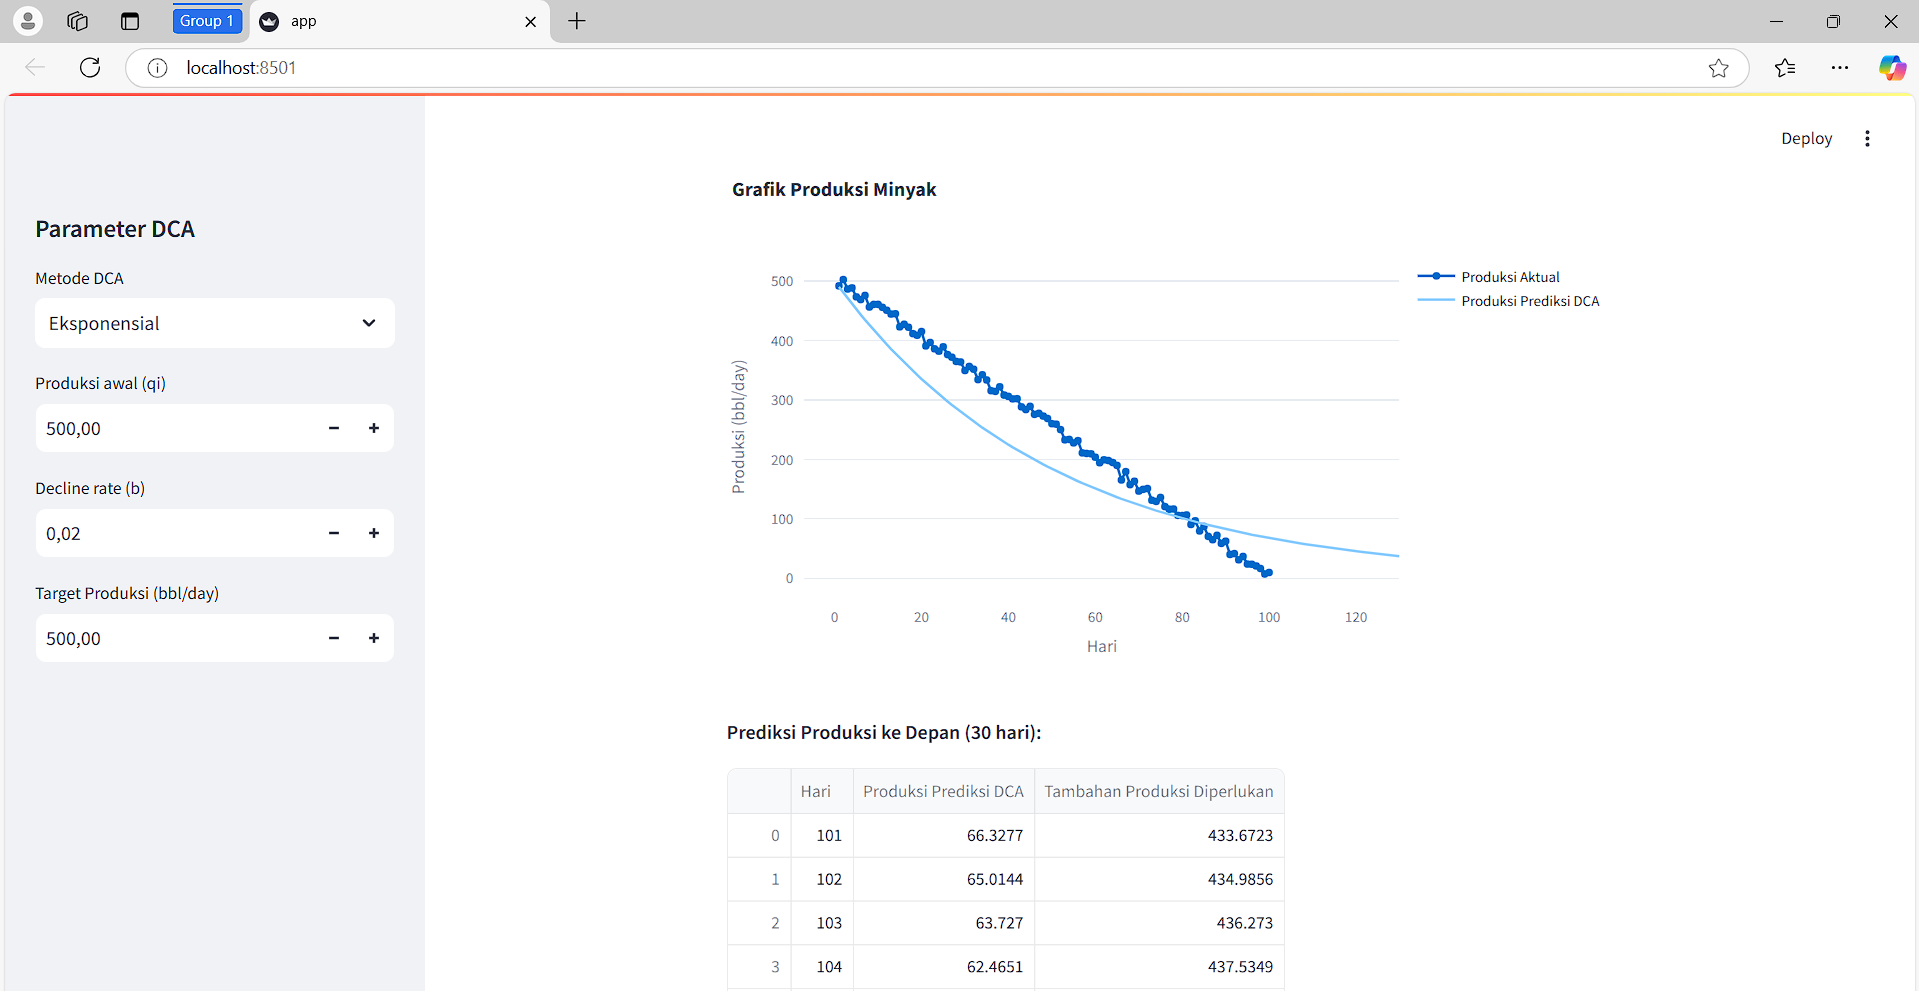 Group 1
app
localhost:8501
Deploy
Parameter DCA
Metode DCA
Eksponensial
Produksi awal (qi)
500,00
Decline rate (b)
0,02
Target Produksi (bbl/day)
500,00
Grafik Produksi Minyak
Produksi (bbl/day)
500
400
300
200
100
0
0 20 40 60 80 100 120
Hari
Produksi Aktual
Produksi Prediksi DCA
Prediksi Produksi ke Depan (30 hari):
Hari Produksi Prediksi DCA Tambahan Produksi Diperlukan
0 101 66.3277 433.6723
1 102 65.0144 434.9856
2 103 63.727 436.273
3 104 62.4651 437.5349